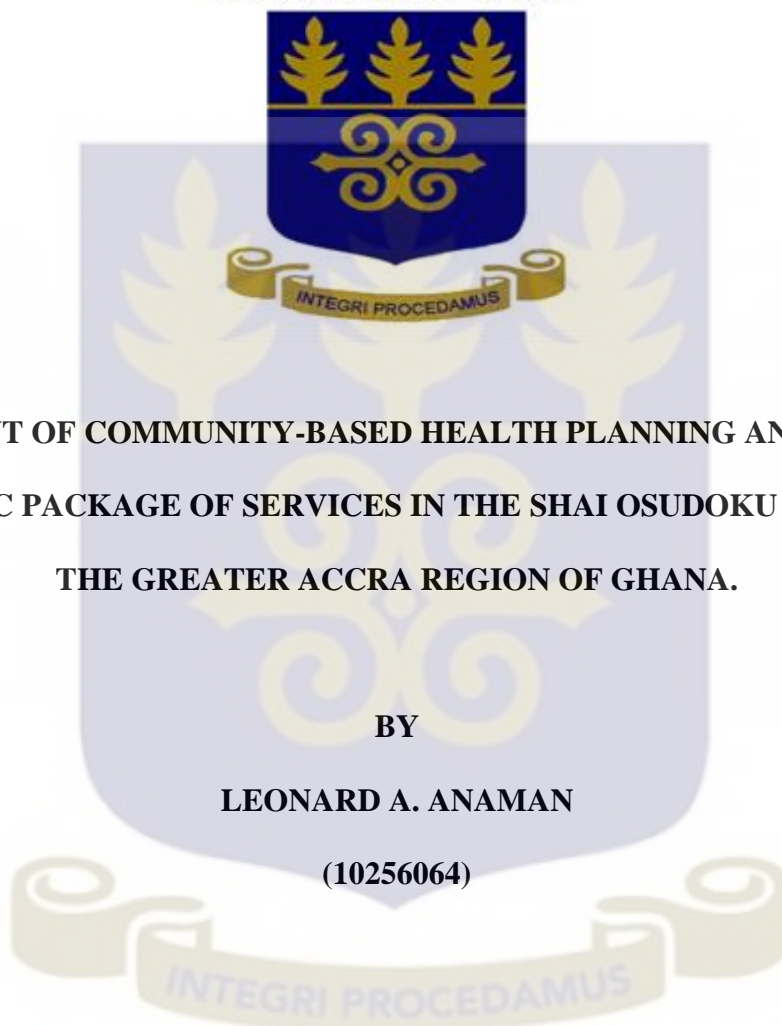 INTEGRI PROCEDAMUS
T OF COMMUNITY-BASED HEALTH PLANNING AN
C PACKAGE OF SERVICES IN THE SHAI OSUDOKU
THE GREATER ACCRA REGION OF GHANA.
BY
LEONARD A. ANAMAN
(10256064)
INTEGRI PROCEDAMUS